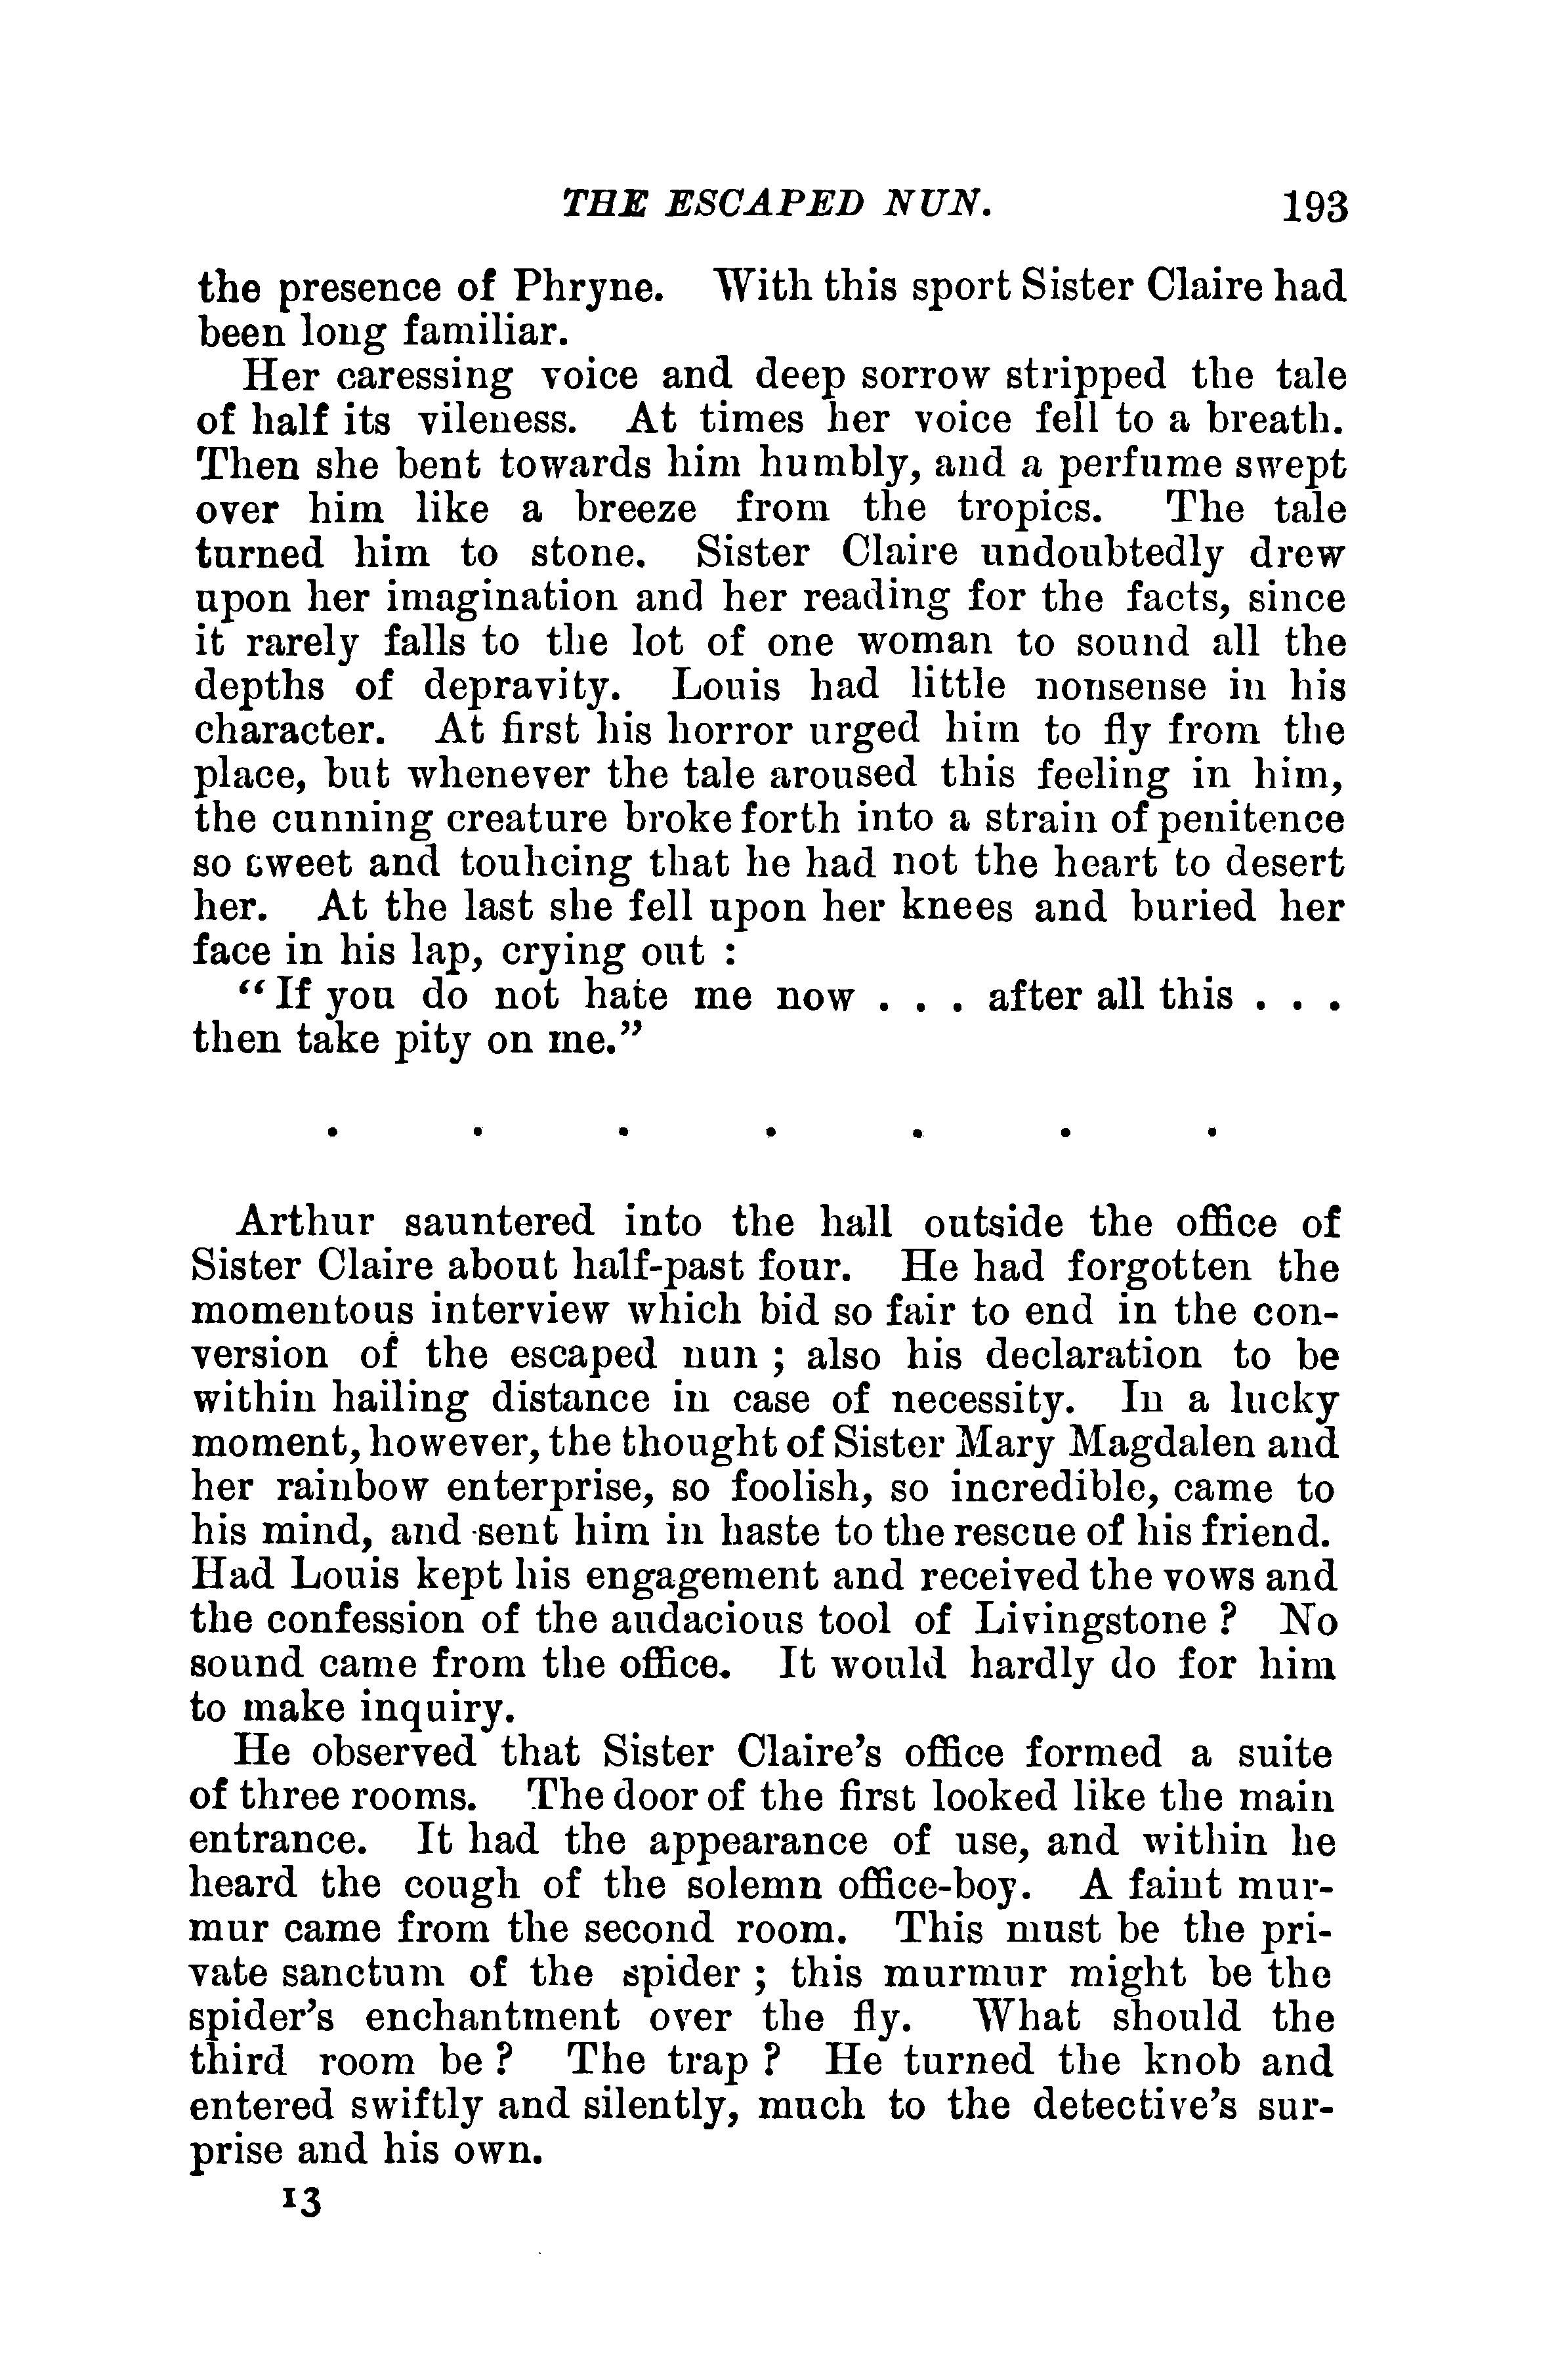 THE ESCAPED NUN. 193
the presence of Phryne. With this sport Sister Claire had
been long familiar.
Her caressing voice and deep sorrow stripped the tale
of half its vileness. At times her voice fell to a breath.
Then she bent towards him humbly, and a perfume swept
over him like a breeze from the tropics. The tale
turned him to stone. Sister Claire undoubtedly drew
upon her imagination and her reading for the facts, since
it rarely falls to the lot of one woman to sound all the
depths of depravity. Louis had little nonsense in his
character. At first his horror urged him to fly from the
place, but whenever the tale aroused this feeling in him,
the cunning creature broke forth into a strain of penitence
so sweet and touhcing that he had not the heart to desert
her. At the last she fell upon her knees and buried her
face in his lap, crying out :
“If you do not hate me now . . . after all this . . .
then take pity on me.”
. . . . . . .
Arthur sauntered into the hall outside the office of
Sister Claire about half-past four. He had forgotten the
momentous interview which bid so fair to end in the con-
version of the escaped nun ; also his declaration to be
within hailing distance in case of necessity. In a lucky
moment, however, the thought of Sister Mary Magdalen and
her rainbow enterprise, so foolish, so incredible, came to
his mind, and sent him in haste to the rescue of his friend.
Had Louis kept his engagement and received the vows and
the confession of the audacious tool of Livingstone ? No
sound came from the office. It would hardly do for him
to make inquiry.
He observed that Sister Claire’s office formed a suite
of three rooms. The door of the first looked like the main
entrance. It had the appearance of use, and within he
heard the cough of the solemn office-boy. A faint mur-
mur came from the second room. This must be the pri-
vate sanctum of the spider ; this murmur might be the
spider’s enchantment over the fly. What should the
third room be ? The trap ? He turned the knob and
entered swiftly and silently, much to the detective’s sur-
prise and his own.
13